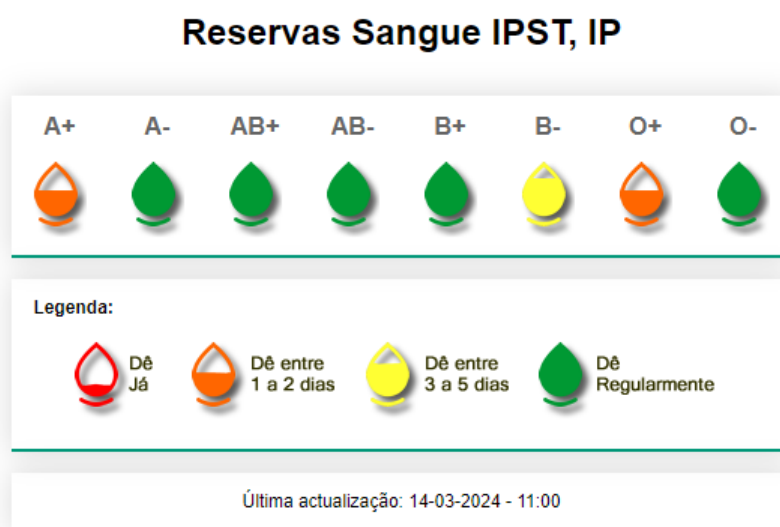 Reservas Sangue IPST, IP
A+ A- AB+ AB- B+ B- O+ O-
Legenda:
Dê
Já
Dê entre
1 a 2 dias
Dê entre
3 a 5 dias
Dê
Regularmente
Última actualização: 14-03-2024 - 11:00